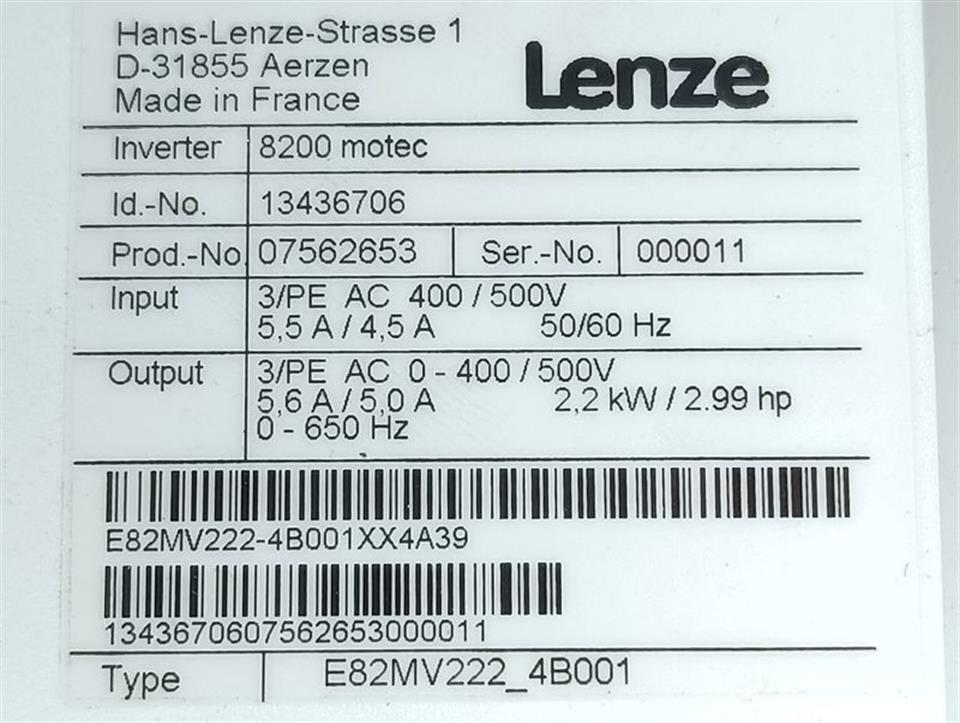 Hans-Lenze-Strasse 1
D-31855 Aerzen
Made in France
Lenze
Inverter 8200 motec
Id.-No. 13436706
Prod.-No 07562653 Ser.-No. 000011
Input 3/PE AC 400 / 500V
5,5 A / 4,5 A 50/60 Hz
Output 3/PE AC 0 - 400 / 500V
5,6 A / 5,0 A 2,2 kW / 2.99 hp
0 - 650 Hz
E82MV222-4B001XX4A39
1343670607562653000011
Type E82MV222_4B001